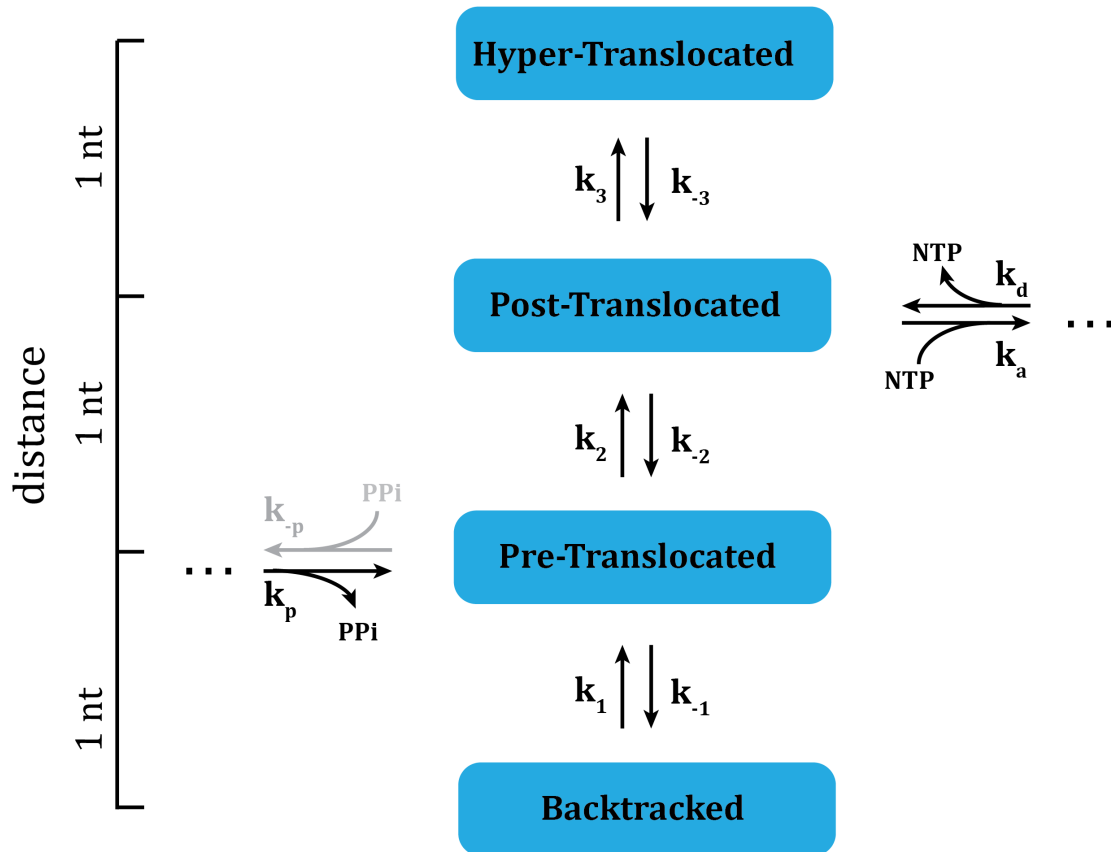 Hyper-Translocated
1 nt
k3
k-3
NTP
kd
Post-Translocated
...
ka
NTP
distance
1 nt
k2
k-2
PPi
k-p
Pre-Translocated
...
kp
PPi
1 nt
k1
k-1
Backtracked